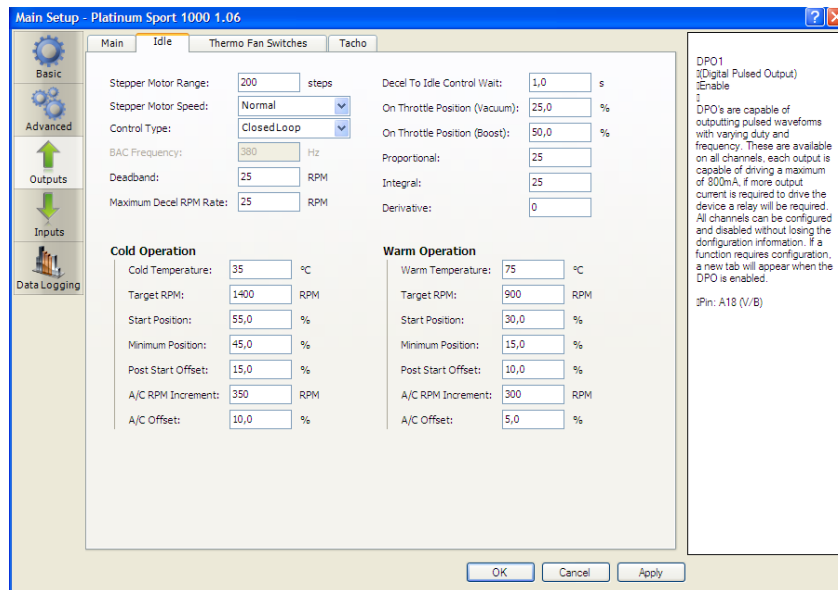 Main Setup - Platinum Sport 1000 1.06
Basic
Advanced
Outputs
Inputs
Data Logging
Main Idle Thermo Fan Switches Tacho
Stepper Motor Range: 200 steps
Stepper Motor Speed: Normal
Control Type: ClosedLoop
BAC Frequency: 380 Hz
Deadband: 25 RPM
Maximum Decel RPM Rate: 25 RPM
Decel To Idle Control Wait: 1,0 s
On Throttle Position (Vacuum): 25,0 %
On Throttle Position (Boost): 50,0 %
Proportional: 25
Integral: 25
Derivative: 0
Cold Operation
Cold Temperature: 35 °C
Target RPM: 1400 RPM
Start Position: 55,0 %
Minimum Position: 45,0 %
Post Start Offset: 15,0 %
A/C RPM Increment: 350 RPM
A/C Offset: 10,0 %
Warm Operation
Warm Temperature: 75 °C
Target RPM: 900 RPM
Start Position: 30,0 %
Minimum Position: 15,0 %
Post Start Offset: 10,0 %
A/C RPM Increment: 300 RPM
A/C Offset: 5,0 %
DPO1
(Digital Pulsed Output)
Enable
DPO's are capable of
outputting pulsed waveforms
with varying duty and
frequency. These are available
on all channels, each output is
capable of driving a maximum
of 800mA, if more output
current is required to drive the
device a relay will be required.
All channels can be configured
and disabled without losing the
donfiguration information. If a
function requires configuration,
a new tab will appear when the
DPO is enabled.
Pin: A18 (V/B)
OK Cancel Apply